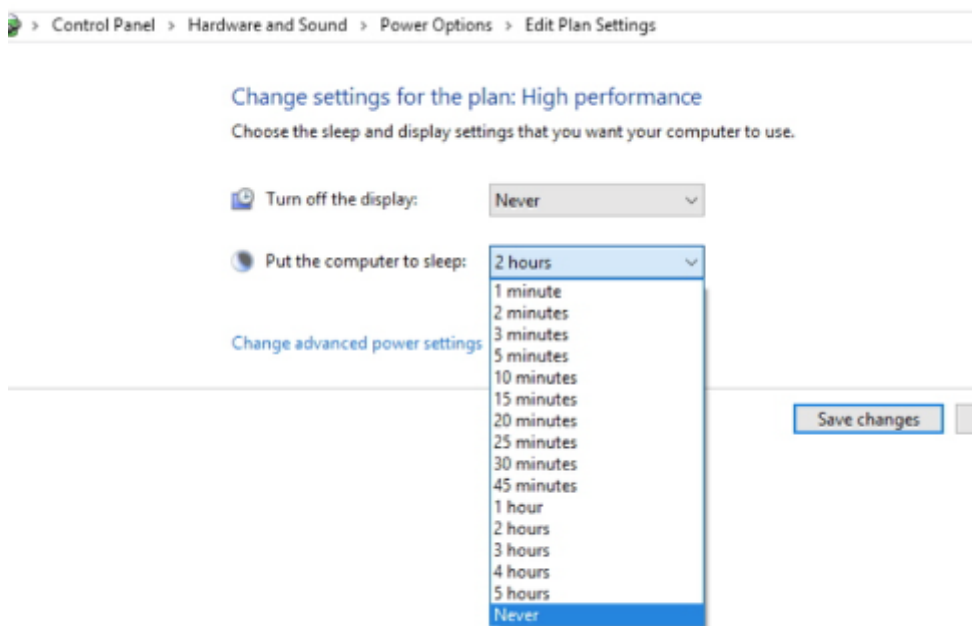 > Control Panel > Hardware and Sound > Power Options > Edit Plan Settings
Change settings for the plan: High performance
Choose the sleep and display settings that you want your computer to use.
Turn off the display: Never
Put the computer to sleep: 2 hours
1 minute
2 minutes
3 minutes
Change advanced power settings
5 minutes
10 minutes
15 minutes
20 minutes
Save changes
25 minutes
30 minutes
45 minutes
1 hour
2 hours
3 hours
4 hours
5 hours
Never